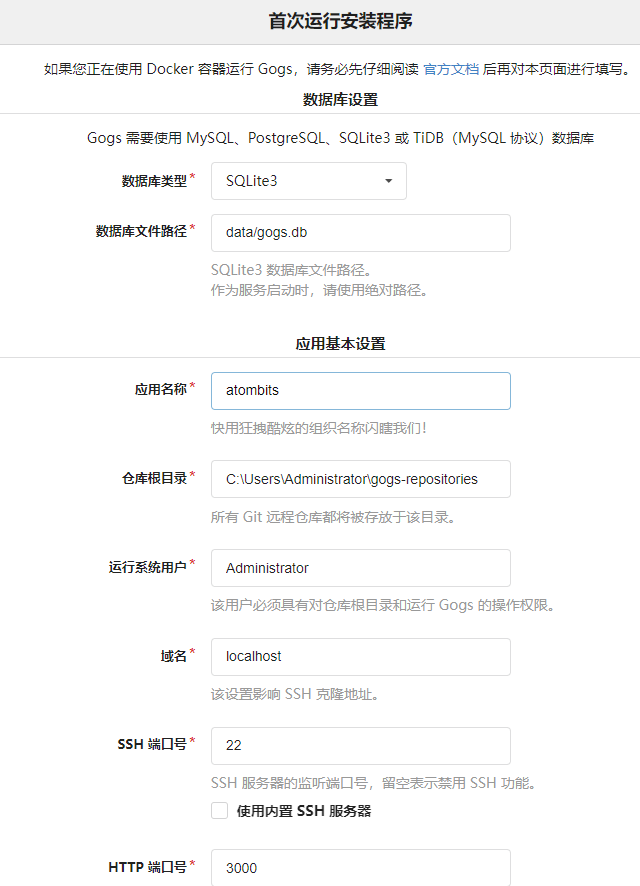 首次运行安装程序
如果您正在使用 Docker 容器运行 Gogs，请务必先仔细阅读 官方文档 后再对本页面进行填写。
数据库设置
Gogs 需要使用 MySQL、PostgreSQL、SQLite3 或 TiDB（MySQL 协议）数据库
数据库类型* SQLite3
数据库文件路径* data/gogs.db
SQLite3 数据库文件路径。
作为服务启动时，请使用绝对路径。
应用基本设置
应用名称* atombits
快用狂拽酷炫的组织名称闪瞎我们！
仓库根目录* C:\Users\Administrator\gogs-repositories
所有 Git 远程仓库都将被存放于该目录。
运行系统用户* Administrator
该用户必须具有对仓库根目录和运行 Gogs 的操作权限。
域名* localhost
该设置影响 SSH 克隆地址。
SSH 端口号* 22
SSH 服务器的监听端口号，留空表示禁用 SSH 功能。
使用内置 SSH 服务器
HTTP 端口号* 3000